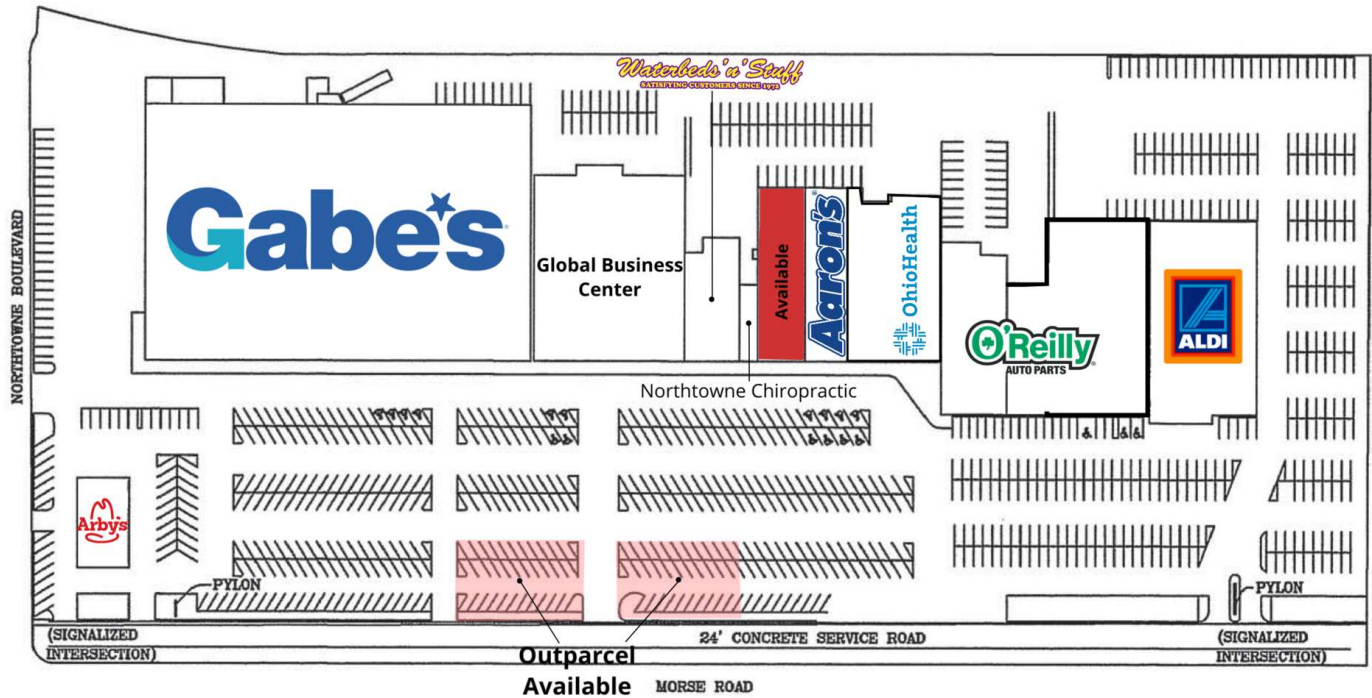 Waterbeds 'n' Stuff
SATISFYING CUSTOMERS SINCE 1972
NORTHTOWNE BOULEVARD
Gabe's
Global Business
Center
Available
Aaron's
OhioHealth
O'Reilly
AUTO PARTS
ALDI
Northtowne Chiropractic
Arby's
PYLON
PYLON
(SIGNALIZED
INTERSECTION)
24' CONCRETE SERVICE ROAD
(SIGNALIZED
INTERSECTION)
Outparcel
Available
MORSE ROAD